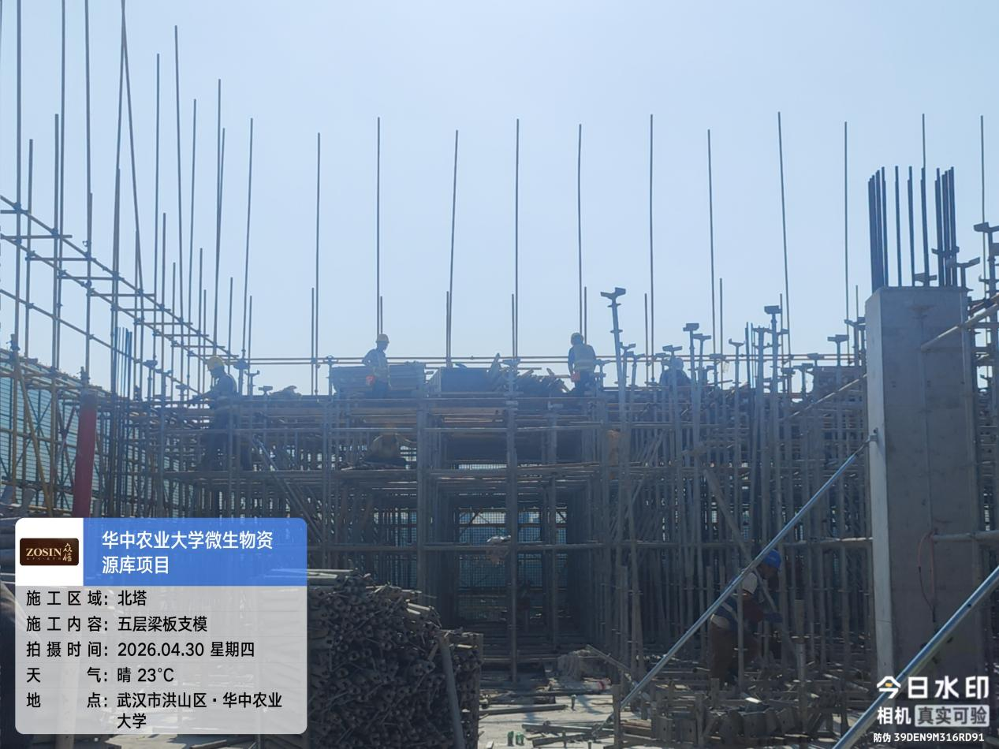 华中农业大学微生物资
源库项目
ZOSIN 众信
施工区域：北塔
施工内容：五层梁板支模
拍摄时间：2026.04.30 星期四
天 气：晴 23℃
地 点：武汉市洪山区·华中农业
大学
今日水印
相机 真实可验
防伪 39DEN9M316RD91